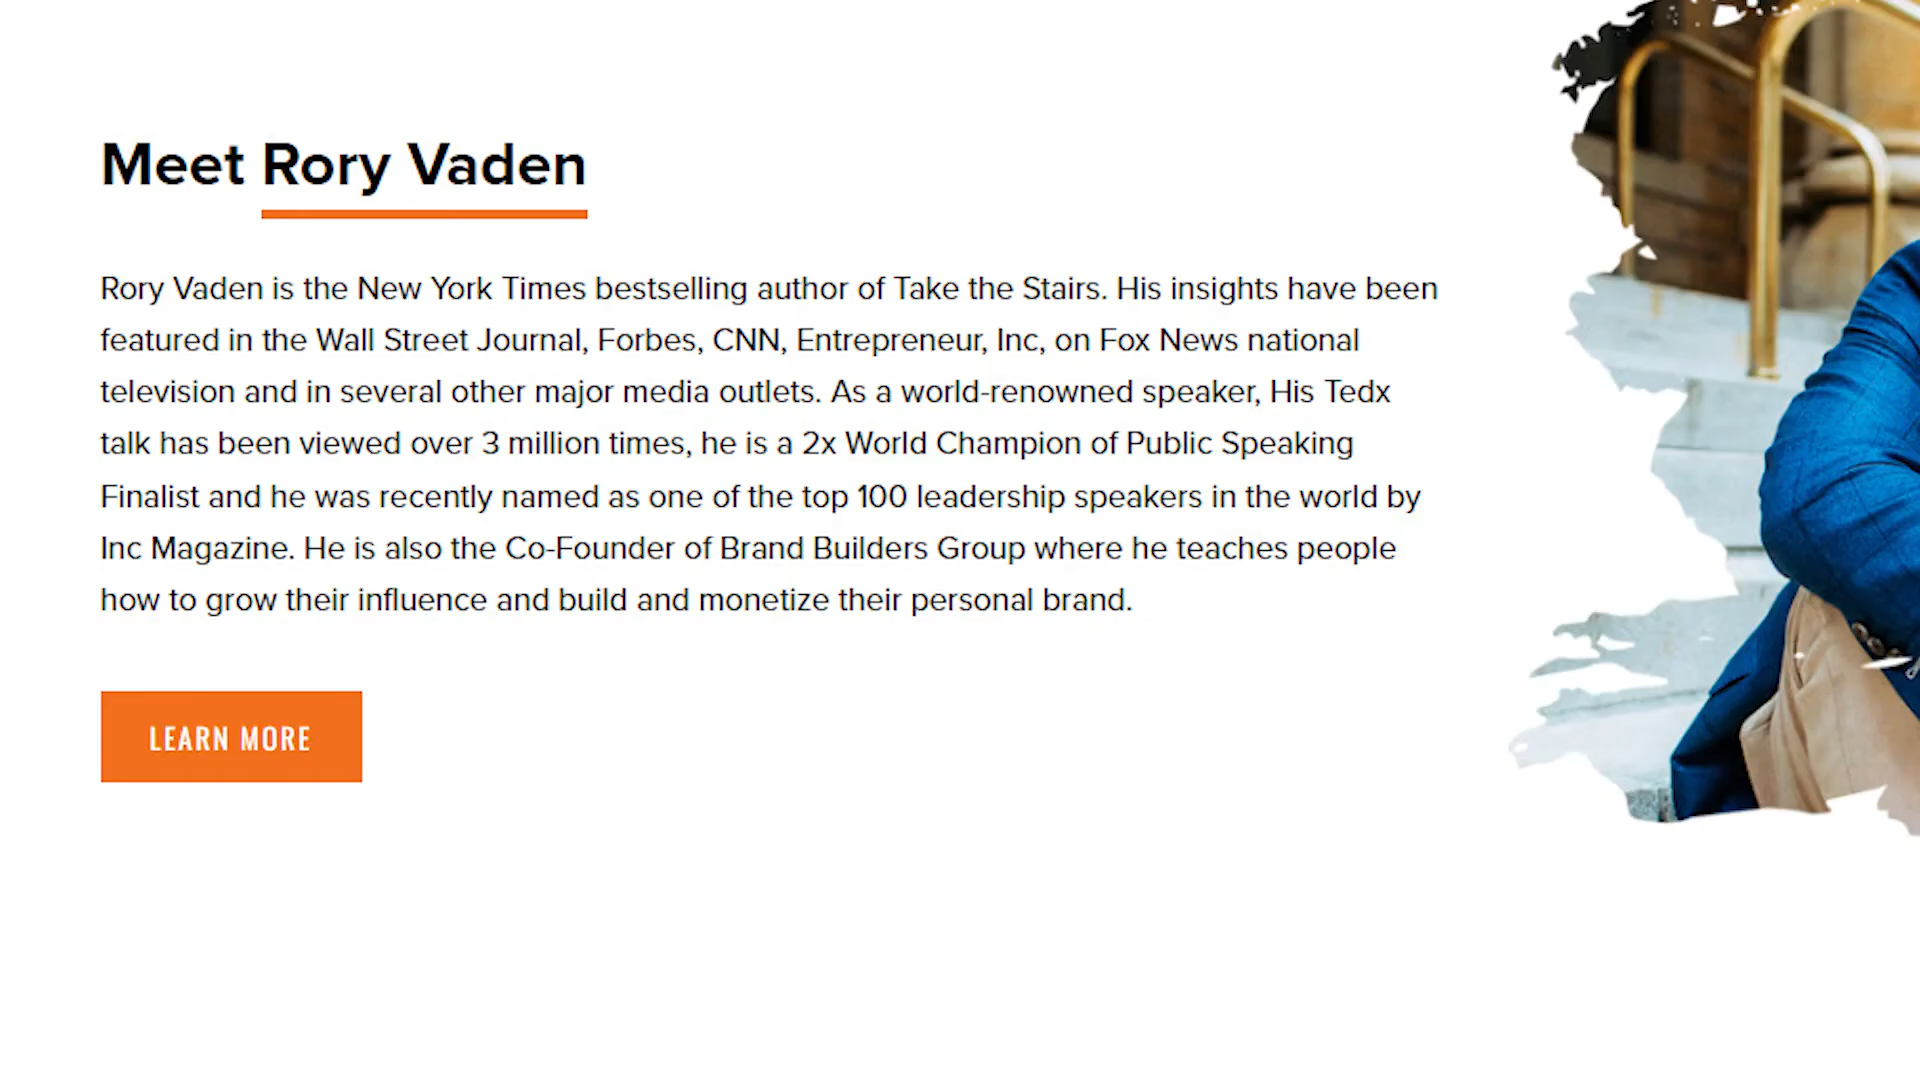 Meet Rory Vaden
Rory Vaden is the New York Times bestselling author of Take the Stairs. His insights have been
featured in the Wall Street Journal, Forbes, CNN, Entrepreneur, Inc, on Fox News national
television and in several other major media outlets. As a world-renowned speaker, His Tedx
talk has been viewed over 3 million times, he is a 2x World Champion of Public Speaking
Finalist and he was recently named as one of the top 100 leadership speakers in the world by
Inc Magazine. He is also the Co-Founder of Brand Builders Group where he teaches people
how to grow their influence and build and monetize their personal brand.
LEARN MORE